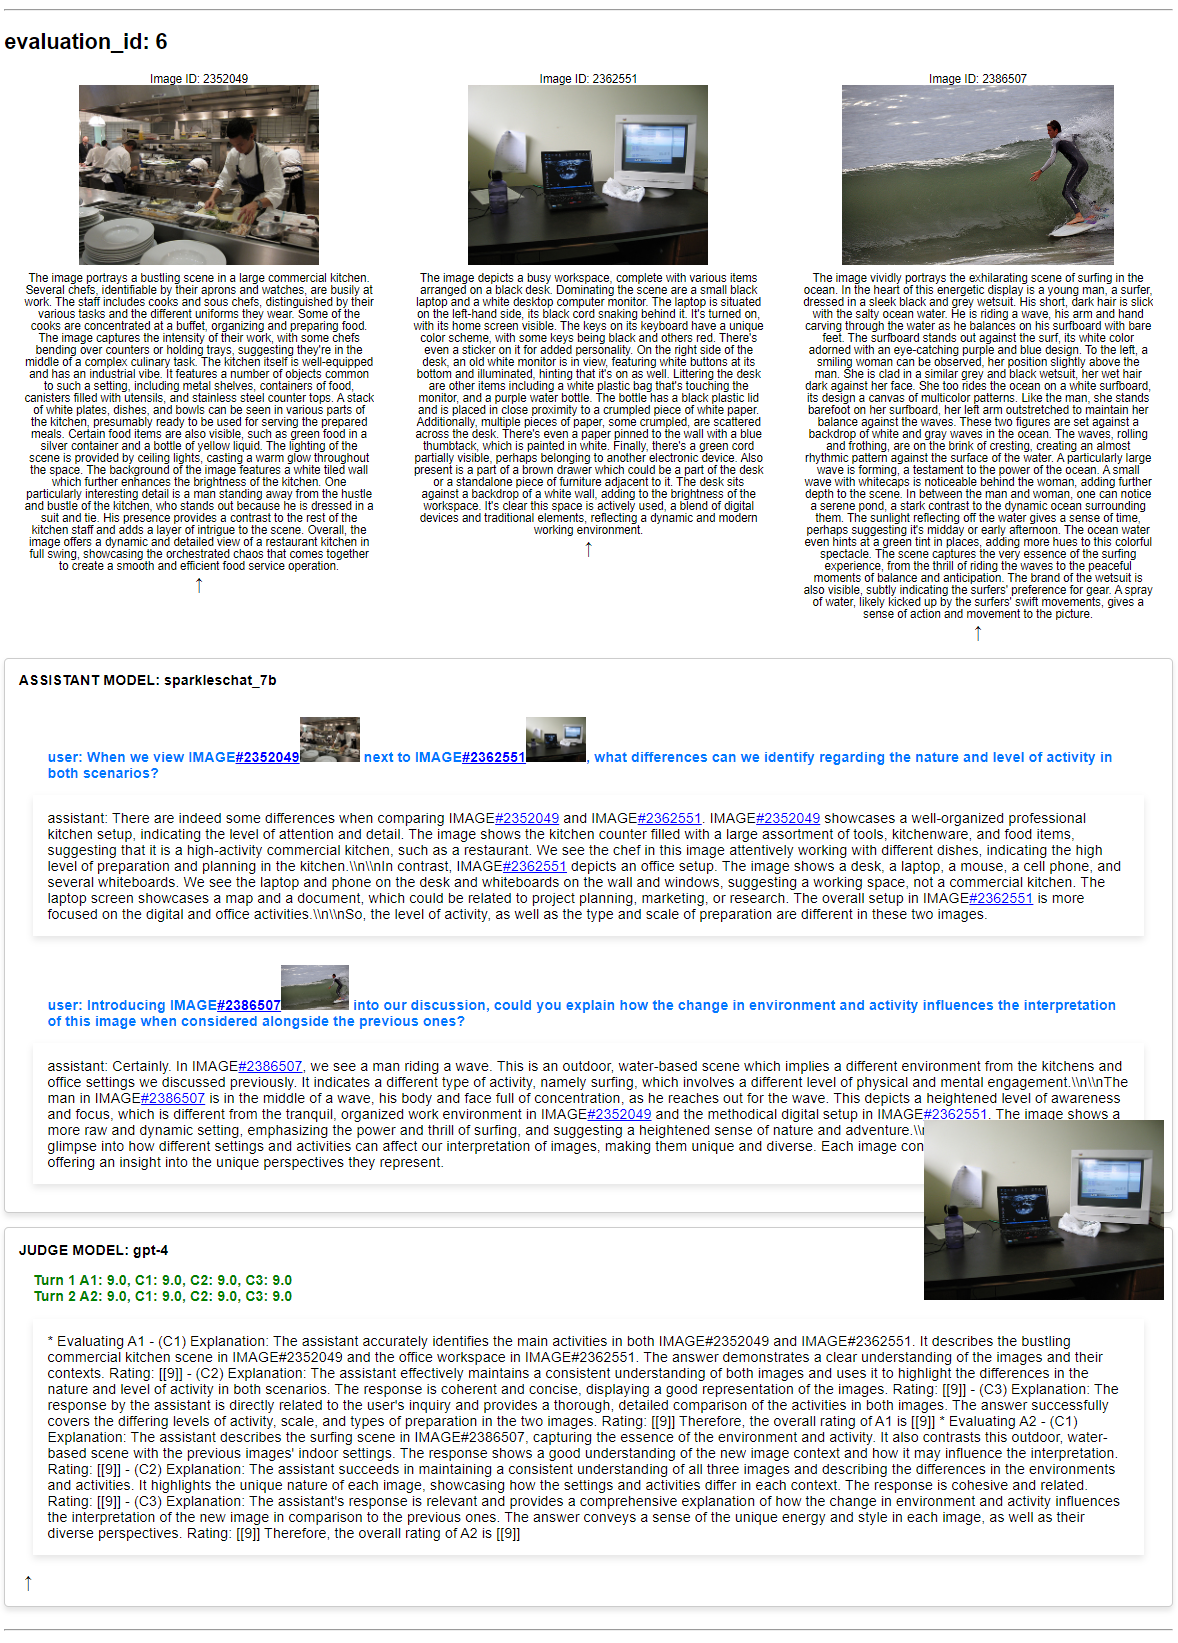 evaluation_id: 6
Image ID: 2352049
The image portrays a bustling scene in a large commercial kitchen.
Several chefs, identifiable by their aprons and watches, are busily at
work. The staff includes cooks and sous chefs, distinguished by their
various tasks and the different uniforms they wear. Some of the
cooks are concentrated at a buffet, organizing and preparing food.
The image captures the intensity of their work, with some chefs
bending over counters or holding trays, suggesting they're in the
middle of a complex culinary task. The kitchen itself is well-equipped
and has an industrial vibe. It features a number of objects common
to such a setting, including metal shelves, containers of food,
canisters filled with utensils, and stainless steel counter tops. A stack
of white plates, dishes, and bowls can be seen in various parts of
the kitchen, presumably ready to be used for serving the prepared
meals. Certain food items are also visible, such as green food in a
silver container and a bottle of yellow liquid. The lighting of the
scene is provided by ceiling lights, casting a warm glow throughout
the space. The background of the image features a white tiled wall
which further enhances the brightness of the kitchen. One
particularly interesting detail is a man standing away from the hustle
and bustle of the kitchen, who stands out because he is dressed in a
suit and tie. His presence provides a contrast to the rest of the
kitchen staff and adds a layer of intrigue to the scene. Overall, the
image offers a dynamic and detailed view of a restaurant kitchen in
full swing, showcasing the orchestrated chaos that comes together
to create a smooth and efficient food service operation.
↑
Image ID: 2362551
The image depicts a busy workspace, complete with various items
arranged on a black desk. Dominating the scene are a small black
laptop and a white desktop computer monitor. The laptop is situated
on the left-hand side, its black cord snaking behind it. It's turned on,
with its home screen visible. The keys on its keyboard have a unique
color scheme, with some keys being black and others red. There's
even a sticker on it for added personality. On the right side of the
desk, an old white monitor is in view, featuring white buttons at its
bottom and illuminated, hinting that it's on as well. Littering the desk
are other items including a white plastic bag that's touching the
monitor, and a purple water bottle. The bottle has a black plastic lid
and is placed in close proximity to a crumpled piece of white paper.
Additionally, multiple pieces of paper, some crumpled, are scattered
across the desk. There's even a paper pinned to the wall with a blue
thumbtack, which is painted in white. Finally, there's a green cord
partially visible, perhaps belonging to another electronic device. Also
present is a part of a brown drawer which could be a part of the desk
or a standalone piece of furniture adjacent to it. The desk sits
against a backdrop of a white wall, adding to the brightness of the
workspace. It's clear this space is actively used, a blend of digital
devices and traditional elements, reflecting a dynamic and modern
working environment.
↑
Image ID: 2386507
The image vividly portrays the exhilarating scene of surfing in the
ocean. In the heart of this energetic display is a young man, a surfer,
dressed in a sleek black and grey wetsuit. His short, dark hair is slick
with the salty ocean water. He is riding a wave, his arm and hand
carving through the water as he balances on his surfboard with bare
feet. The surfboard stands out against the surf, its white color
adorned with an eye-catching purple and blue design. To the left, a
smiling woman can be observed, her position slightly above the
man. She is clad in a similar grey and black wetsuit, her wet hair
dark against her face. She too rides the ocean on a white surfboard,
its design a canvas of multicolor patterns. Like the man, she stands
barefoot on her surfboard, her left arm outstretched to maintain her
balance against the waves. These two figures are set against a
backdrop of white and gray waves in the ocean. The waves, rolling
and frothing, are on the brink of cresting, creating an almost
rhythmic pattern against the surface of the water. A particularly large
wave is forming, a testament to the power of the ocean. A small
wave with whitecaps is noticeable behind the woman, adding further
depth to the scene. In between the man and woman, one can notice
a serene pond, a stark contrast to the dynamic ocean surrounding
them. The sunlight reflecting off the water gives a sense of time,
perhaps suggesting it's midday or early afternoon. The ocean water
even hints at a green tint in places, adding more hues to this colorful
spectacle. The scene captures the very essence of the surfing
experience, from the thrill of riding the waves to the peaceful
moments of balance and anticipation. The brand of the wetsuit is
also visible, subtly indicating the surfers' preference for gear. A spray
of water, likely kicked up by the surfers' swift movements, gives a
sense of action and movement to the picture.
↑
ASSISTANT MODEL: sparkleschat_7b
user: When we view IMAGE#2352049 next to IMAGE#2362551, what differences can we identify regarding the nature and level of activity in
both scenarios?
assistant: There are indeed some differences when comparing IMAGE#2352049 and IMAGE#2362551. IMAGE#2352049 showcases a well-organized professional
kitchen setup, indicating the level of attention and detail. The image shows the kitchen counter filled with a large assortment of tools, kitchenware, and food items,
suggesting that it is a high-activity commercial kitchen, such as a restaurant. We see the chef in this image attentively working with different dishes, indicating the high
level of preparation and planning in the kitchen.\\n\\nIn contrast, IMAGE#2362551 depicts an office setup. The image shows a desk, a laptop, a mouse, a cell phone, and
several whiteboards. We see the laptop and phone on the desk and whiteboards on the wall and windows, suggesting a working space, not a commercial kitchen. The
laptop screen showcases a map and a document, which could be related to project planning, marketing, or research. The overall setup in IMAGE#2362551 is more
focused on the digital and office activities.\\n\\nSo, the level of activity, as well as the type and scale of preparation are different in these two images.
user: Introducing IMAGE#2386507 into our discussion, could you explain how the change in environment and activity influences the interpretation
of this image when considered alongside the previous ones?
assistant: Certainly. In IMAGE#2386507, we see a man riding a wave. This is an outdoor, water-based scene which implies a different environment from the kitchens and
office settings we discussed previously. It indicates a different type of activity, namely surfing, which involves a different level of physical and mental engagement.\\n\\nThe
man in IMAGE#2386507 is in the middle of a wave, his body and face full of concentration, as he reaches out for the wave. This depicts a heightened level of awareness
and focus, which is different from the tranquil, organized work environment in IMAGE#2352049 and the methodical digital setup in IMAGE#2362551. The image shows a
more raw and dynamic setting, emphasizing the power and thrill of surfing, and suggesting a heightened sense of nature and adventure.\\
glimpse into how different settings and activities can affect our interpretation of images, making them unique and diverse. Each image con
offering an insight into the unique perspectives they represent.
JUDGE MODEL: gpt-4
Turn 1 A1: 9.0, C1: 9.0, C2: 9.0, C3: 9.0
Turn 2 A2: 9.0, C1: 9.0, C2: 9.0, C3: 9.0
* Evaluating A1 - (C1) Explanation: The assistant accurately identifies the main activities in both IMAGE#2352049 and IMAGE#2362551. It describes the bustling
commercial kitchen scene in IMAGE#2352049 and the office workspace in IMAGE#2362551. The answer demonstrates a clear understanding of the images and their
contexts. Rating: [[9]] - (C2) Explanation: The assistant effectively maintains a consistent understanding of both images and uses it to highlight the differences in the
nature and level of activity in both scenarios. The response is coherent and concise, displaying a good representation of the images. Rating: [[9]] - (C3) Explanation: The
response by the assistant is directly related to the user's inquiry and provides a thorough, detailed comparison of the activities in both images. The answer successfully
covers the differing levels of activity, scale, and types of preparation in the two images. Rating: [[9]] Therefore, the overall rating of A1 is [[9]] * Evaluating A2 - (C1)
Explanation: The assistant describes the surfing scene in IMAGE#2386507, capturing the essence of the environment and activity. It also contrasts this outdoor, water-
based scene with the previous images' indoor settings. The response shows a good understanding of the new image context and how it may influence the interpretation.
Rating: [[9]] - (C2) Explanation: The assistant succeeds in maintaining a consistent understanding of all three images and describing the differences in the environments
and activities. It highlights the unique nature of each image, showcasing how the settings and activities differ in each context. The response is cohesive and related.
Rating: [[9]] - (C3) Explanation: The assistant's response is relevant and provides a comprehensive explanation of how the change in environment and activity influences
the interpretation of the new image in comparison to the previous ones. The answer conveys a sense of the unique energy and style in each image, as well as their
diverse perspectives. Rating: [[9]] Therefore, the overall rating of A2 is [[9]]
↑